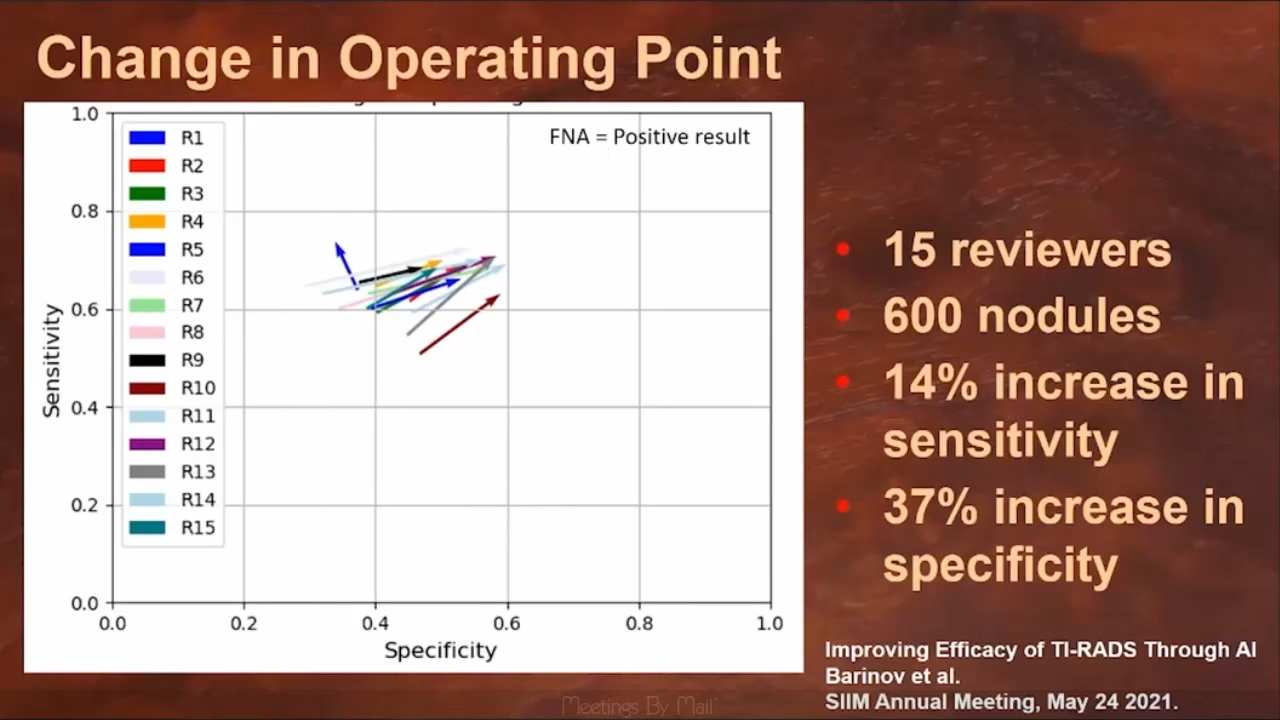 Change in Operating Point
FNA = Positive result
1.0
0.8
0.6
0.4
0.2
0.0
Sensitivity
R1
R2
R3
R4
R5
R6
R7
R8
R9
R10
R11
R12
R13
R14
R15
0.0 0.2 0.4 0.6 0.8 1.0
Specificity
• 15 reviewers
• 600 nodules
• 14% increase in
sensitivity
• 37% increase in
specificity
Improving Efficacy of TI-RADS Through AI
Barinov et al.
SIIM Annual Meeting, May 24 2021.
Meetings By Mail